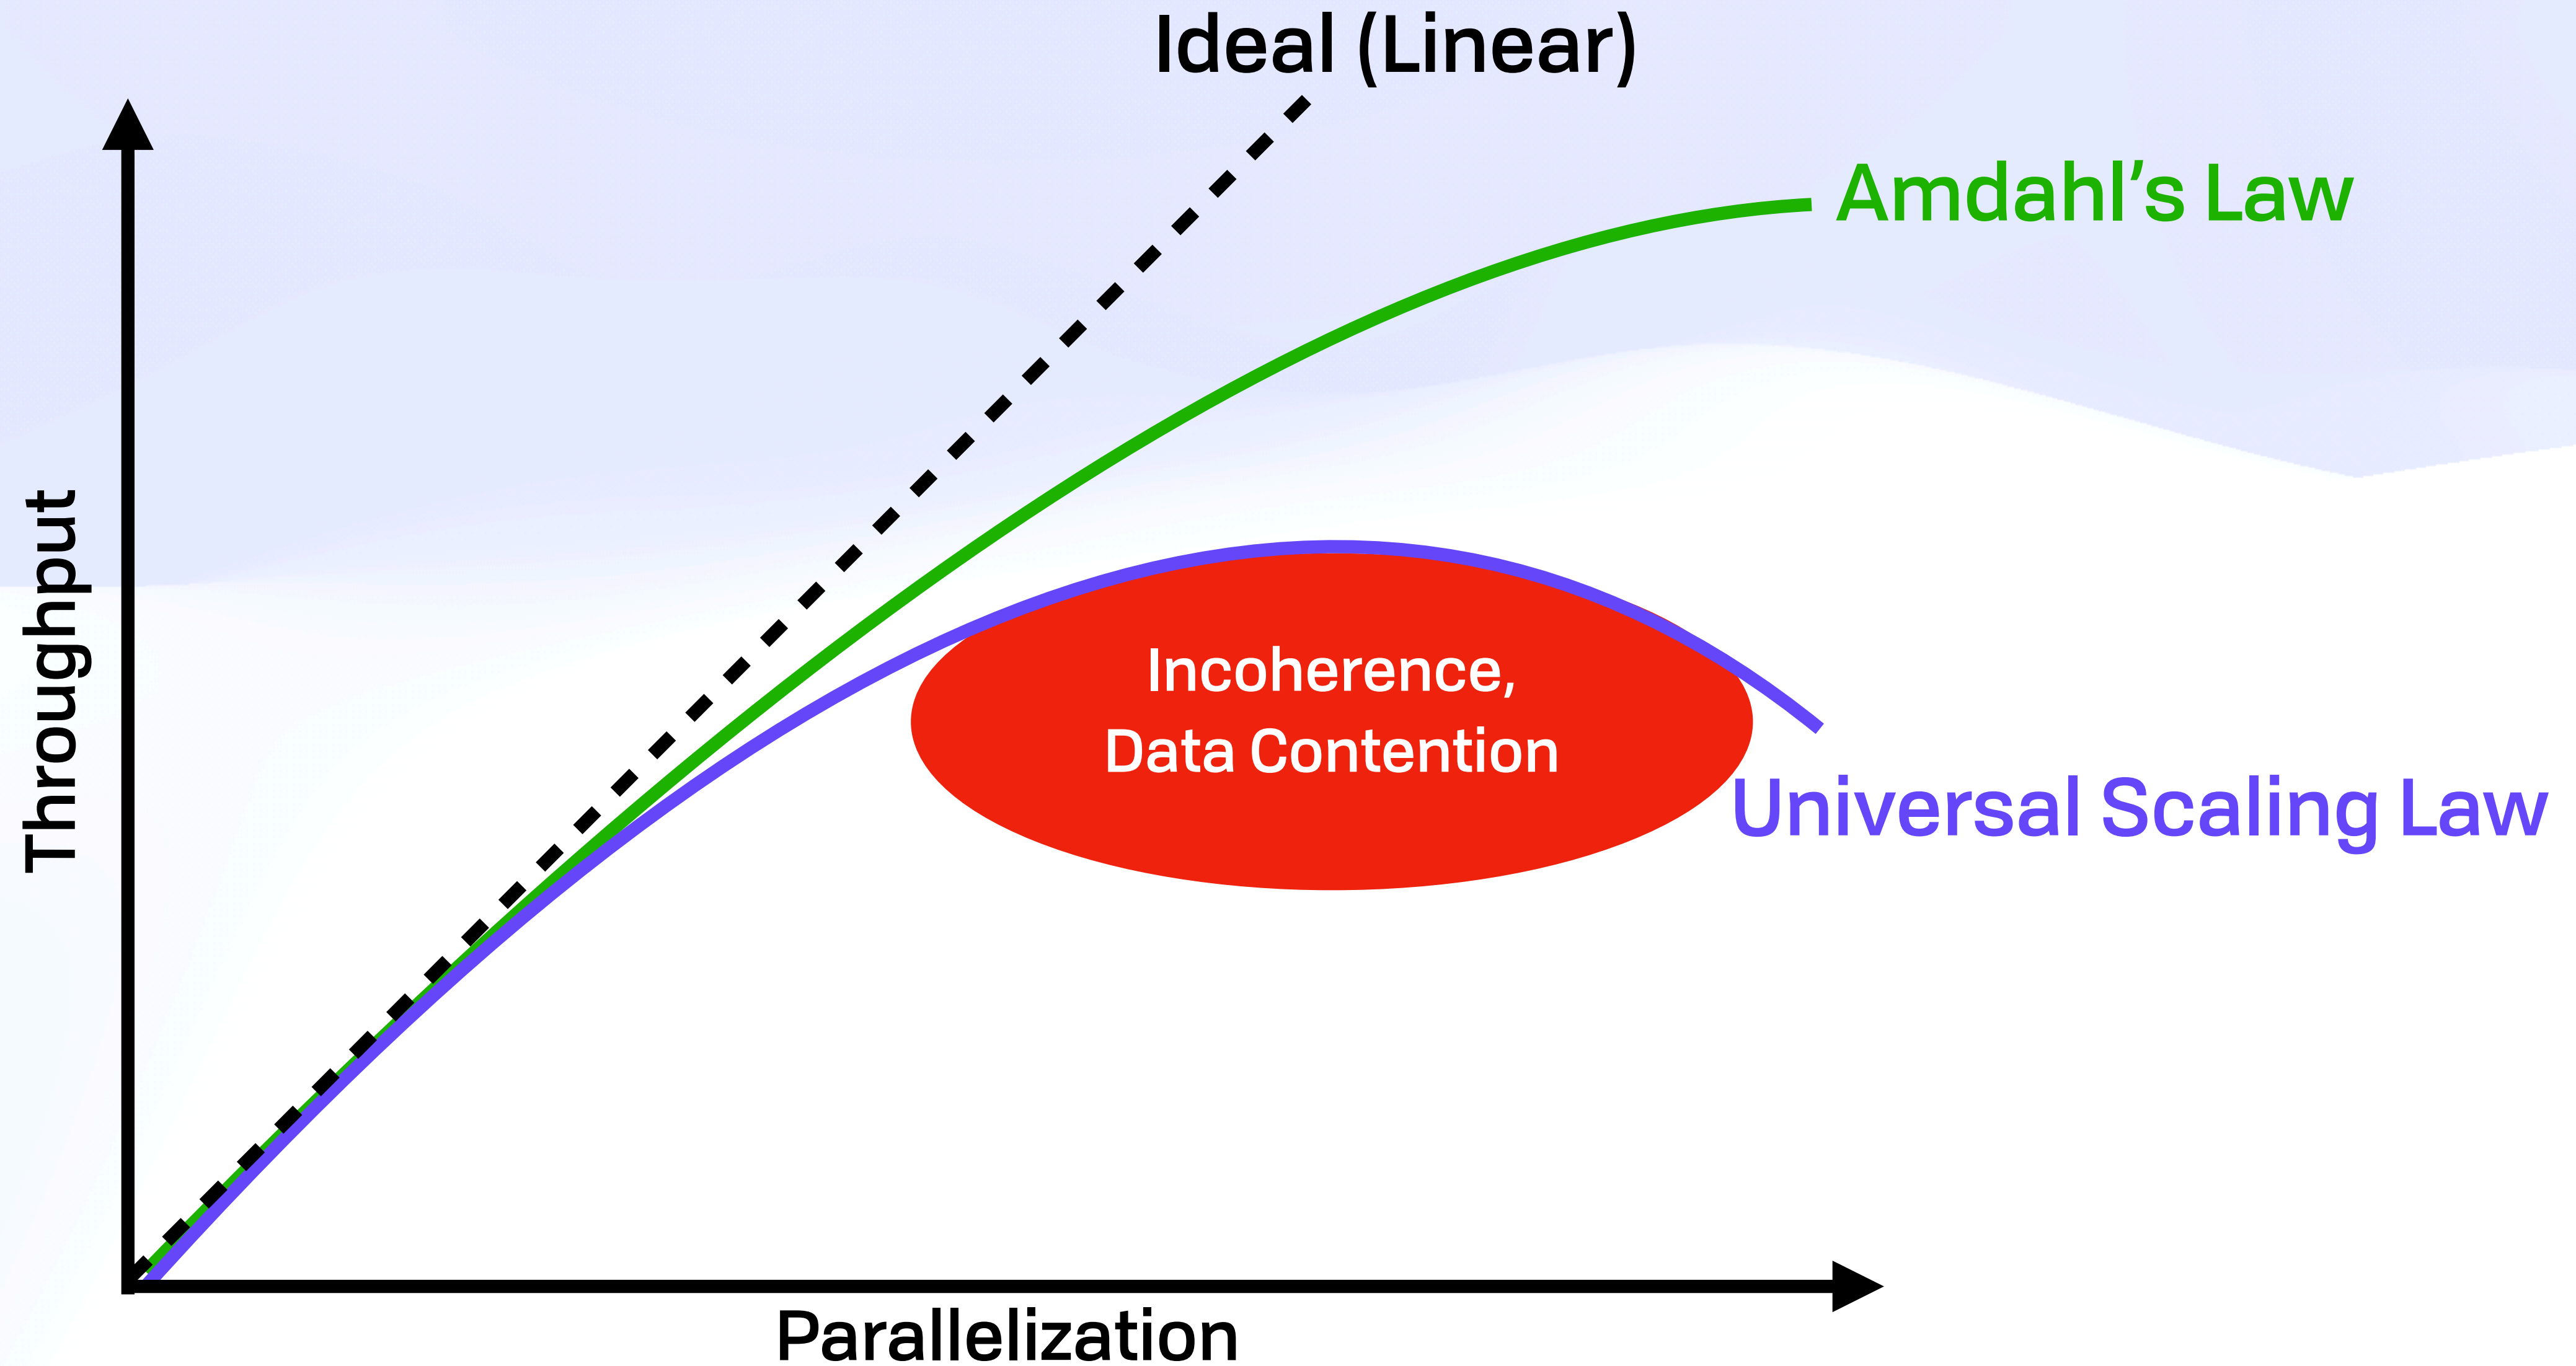 Ideal (Linear)
Amdahl’s Law
Throughput
Incoherence,
Data Contention
Universal Scaling Law
Parallelization